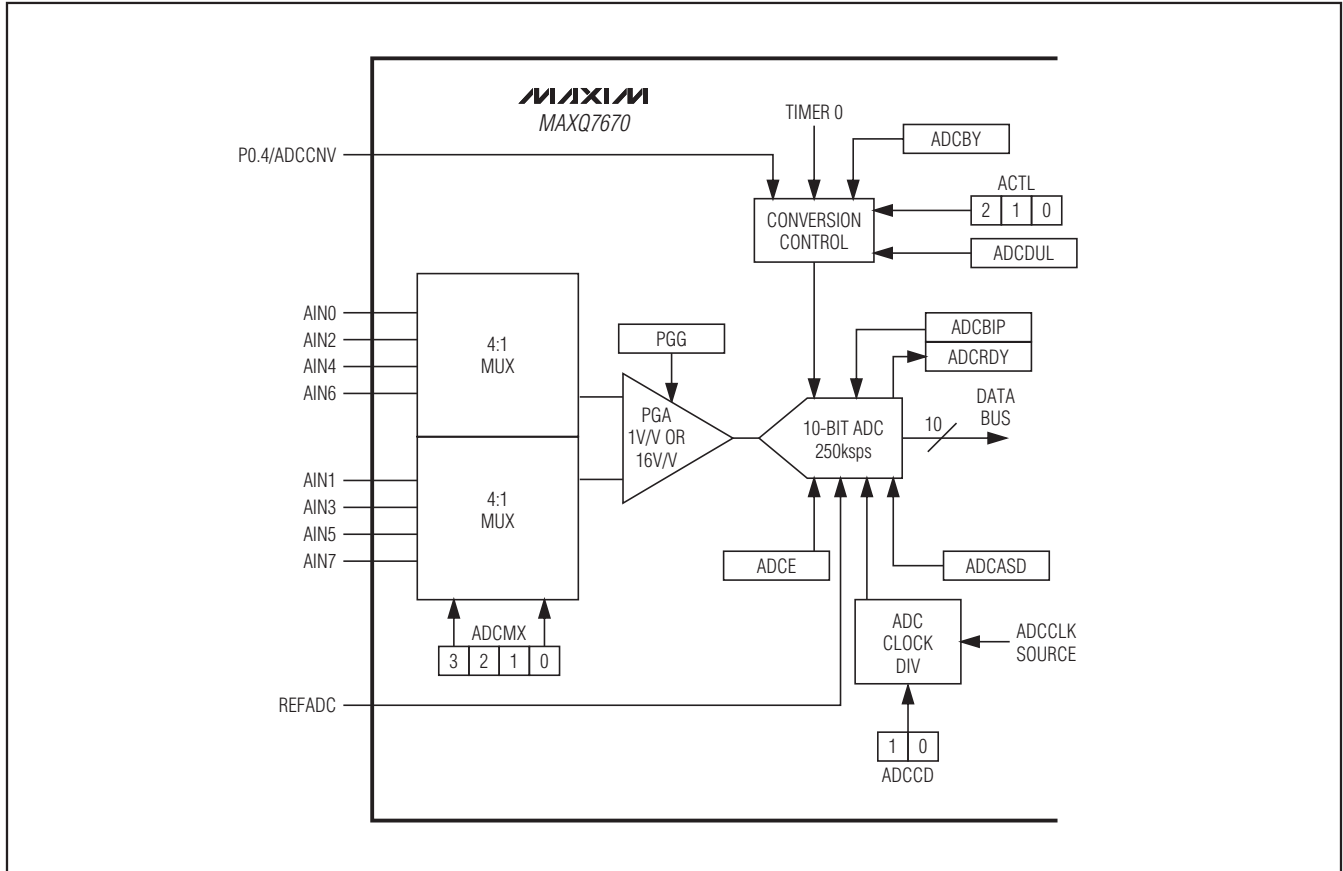 MAXIM
MAXQ7670
TIMER 0
P0.4/ADCCNV
ADCBY
ACTL
2 1 0
CONVERSION
CONTROL
ADCDUL
AIN0
AIN2
AIN4
AIN6
4:1
MUX
PGG
ADCBIP
ADCRDY
PGA
1V/V OR
16V/V
10-BIT ADC
250ksps
10
DATA
BUS
AIN1
AIN3
AIN5
AIN7
4:1
MUX
ADCE
ADCASD
ADCMX
3 2 1 0
ADC
CLOCK
DIV
ADCCLK
SOURCE
REFADC
1 0
ADCCD